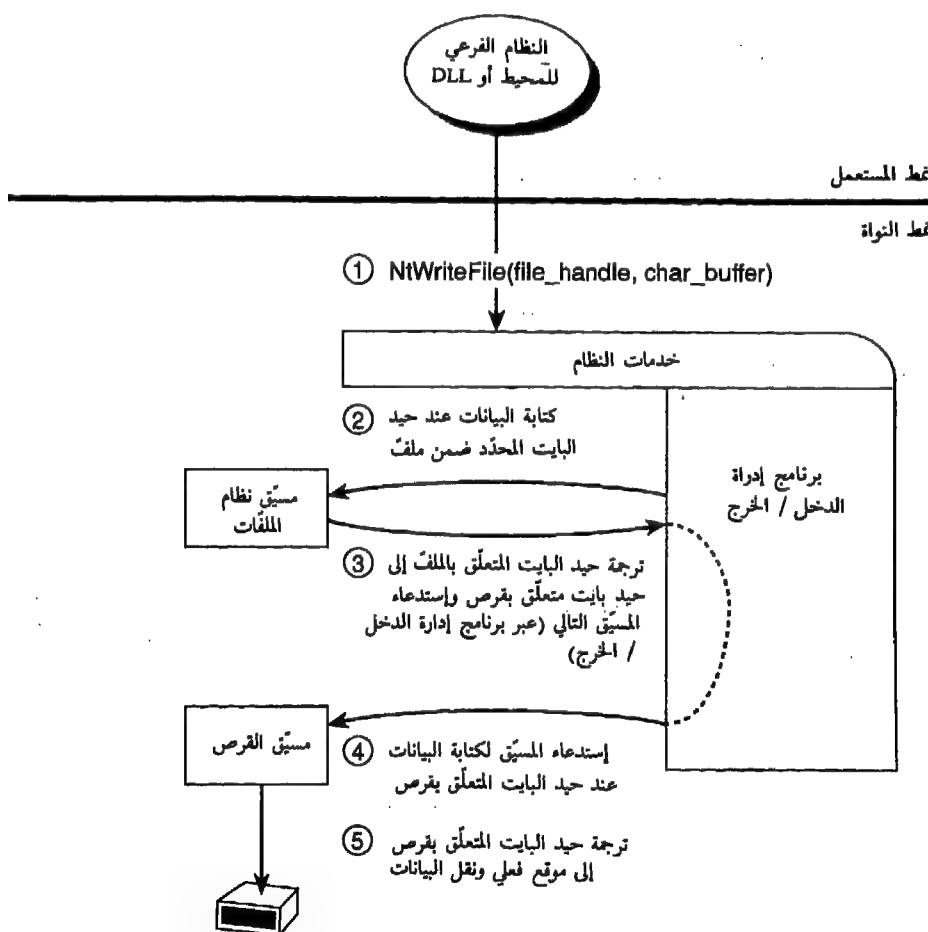 النظام الفرعي
للمحيط أو DLL
نمط المستعمل
نمط النواة
① NtWriteFile(file_handle, char_buffer)
خدمات النظام
② كتابة البيانات عند حيد
البايت المحدّد ضمن ملفّ
برنامج إدراة
الدخل / الخرج
مسيّق نظام
الملفّات
③ ترجمة حيد البايت المتعلّق بالملفّ إلى
حيد بايت متعلّق بقرص وإستدعاء
المسيّق التالي (عبر برنامج إدارة الدخل
/ الخرج)
مسيّق القرص
④ إستدعاء المسيّق لكتابة البيانات
عند حيد البايت المتعلّق بقرص
⑤ ترجمة حيد البايت المتعلّق بقرص
إلى موقع فعلي ونقل البيانات